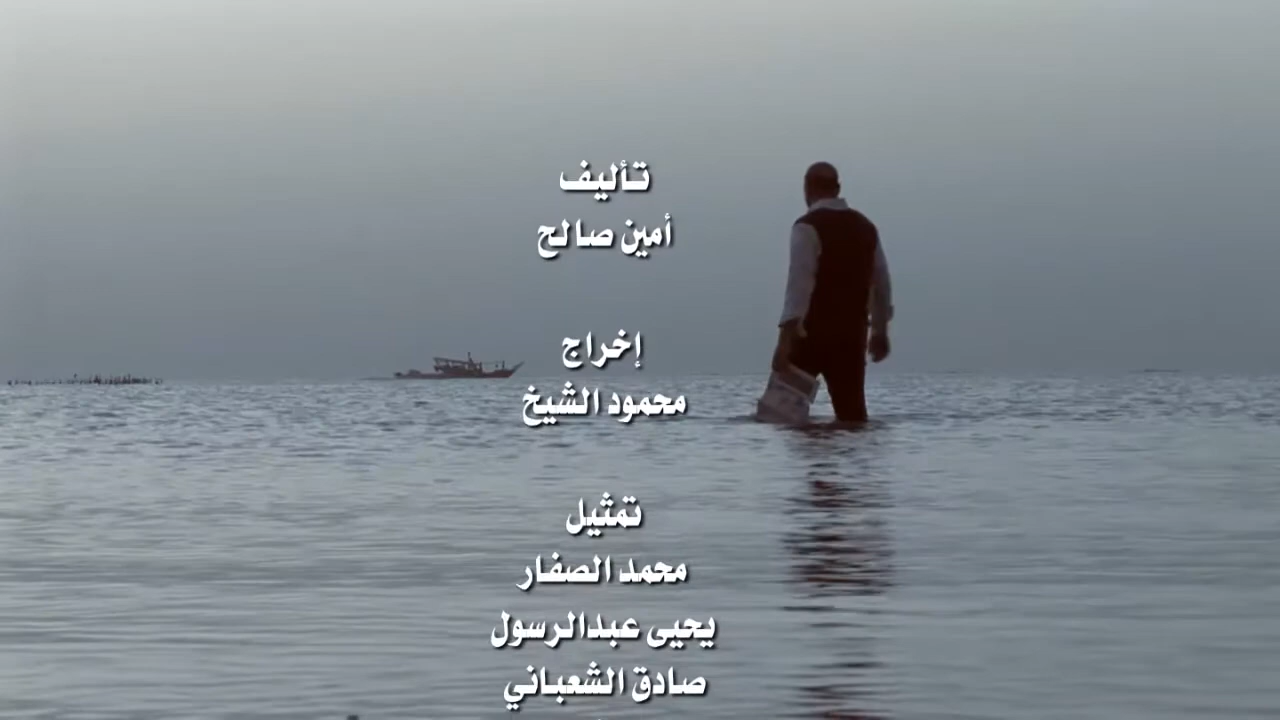 تأليف
أمين صالح
إخراج
محمود الشيخ
تمثيل
محمد الصفار
يحيى عبدالرسول
صادق الشعباني